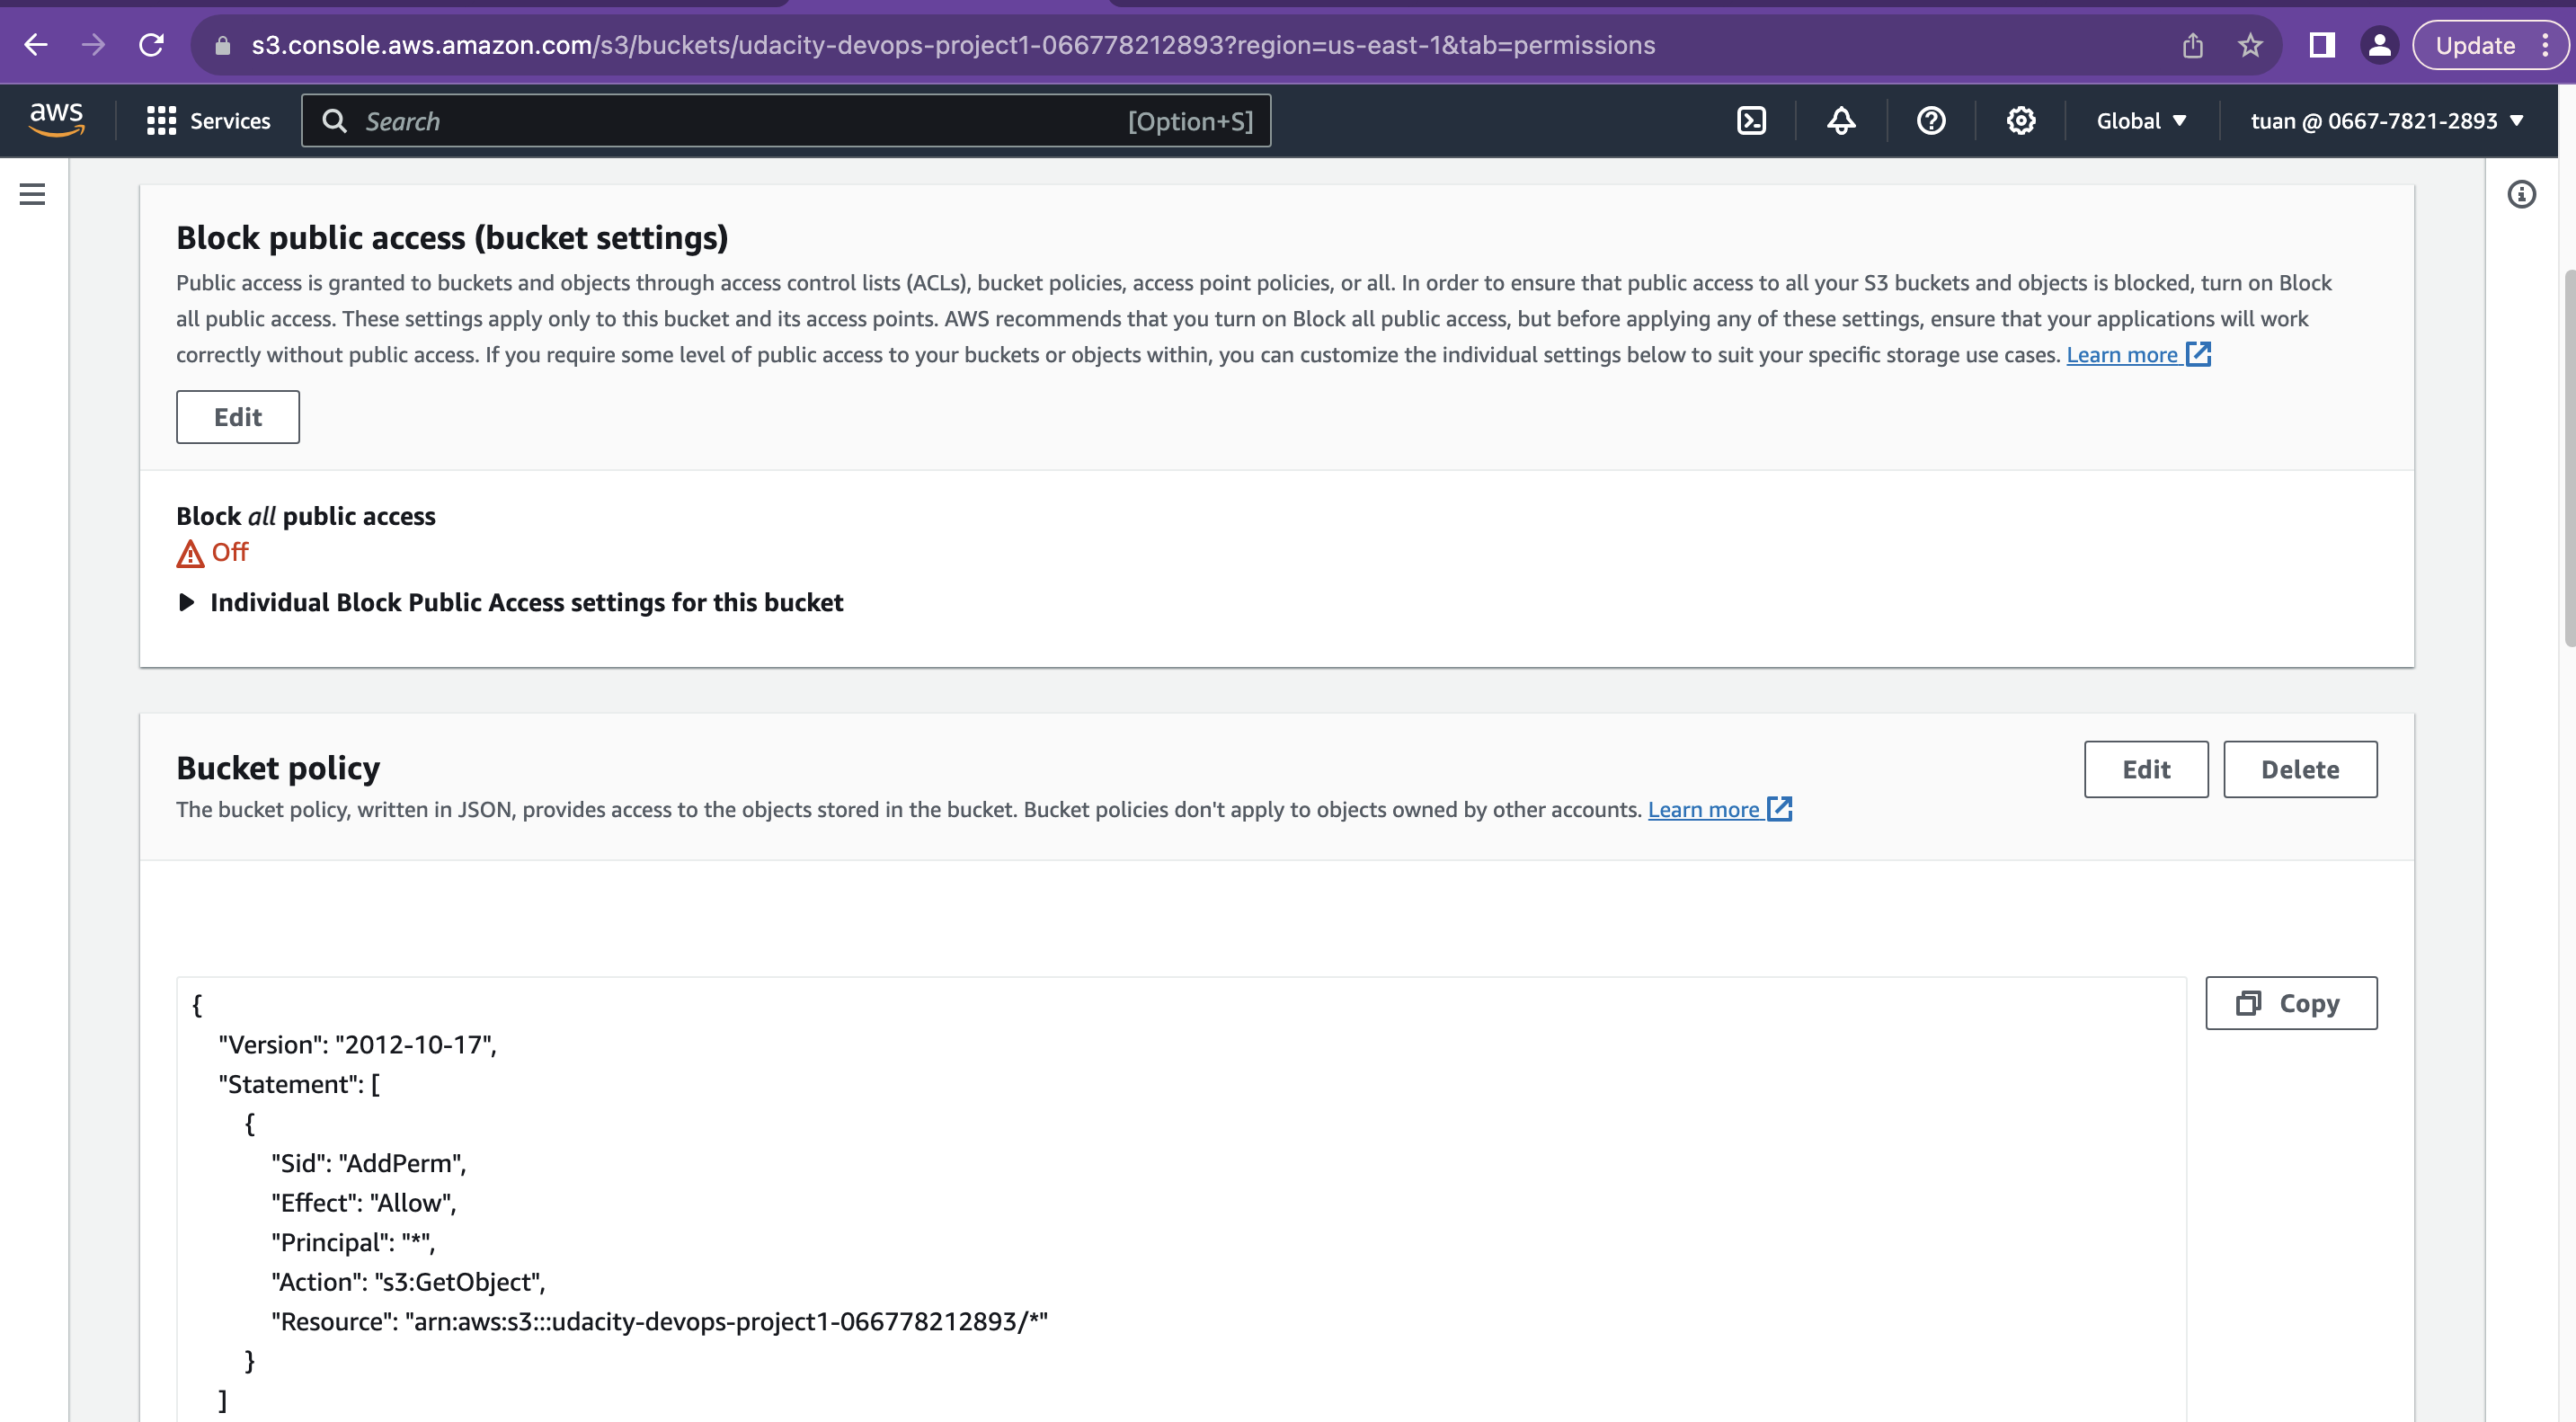 s3.console.aws.amazon.com/s3/buckets/udacity-devops-project1-066778212893?region=us-east-1&tab=permissions
Update
aws
Services
Search
[Option+S]
Global
tuan @ 0667-7821-2893
Block public access (bucket settings)
Public access is granted to buckets and objects through access control lists (ACLs), bucket policies, access point policies, or all. In order to ensure that public access to all your S3 buckets and objects is blocked, turn on Block
all public access. These settings apply only to this bucket and its access points. AWS recommends that you turn on Block all public access, but before applying any of these settings, ensure that your applications will work
correctly without public access. If you require some level of public access to your buckets or objects within, you can customize the individual settings below to suit your specific storage use cases. Learn more
Edit
Block all public access
Off
Individual Block Public Access settings for this bucket
Bucket policy
Edit
Delete
The bucket policy, written in JSON, provides access to the objects stored in the bucket. Bucket policies don't apply to objects owned by other accounts. Learn more
Copy
{
"Version": "2012-10-17",
"Statement": [
{
"Sid": "AddPerm",
"Effect": "Allow",
"Principal": "*",
"Action": "s3:GetObject",
"Resource": "arn:aws:s3:::udacity-devops-project1-066778212893/*"
}
]